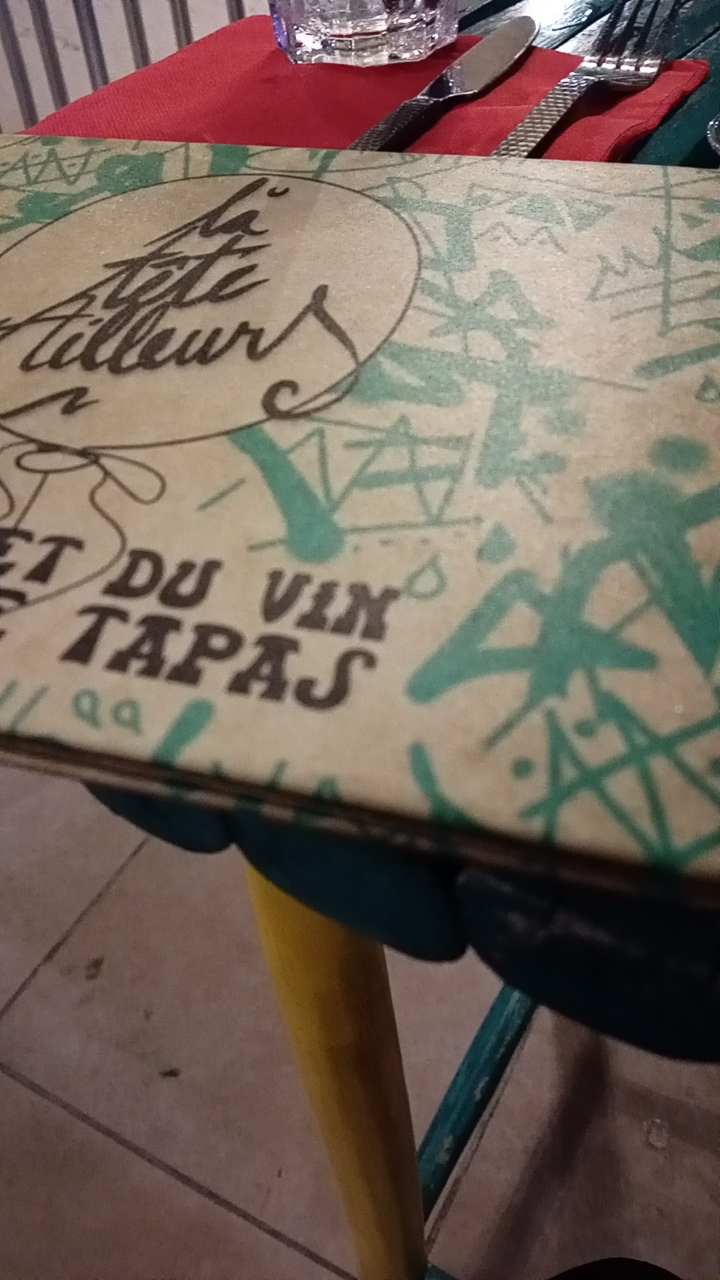 la
tête
Ailleurs
ET DU VIN
TAPAS